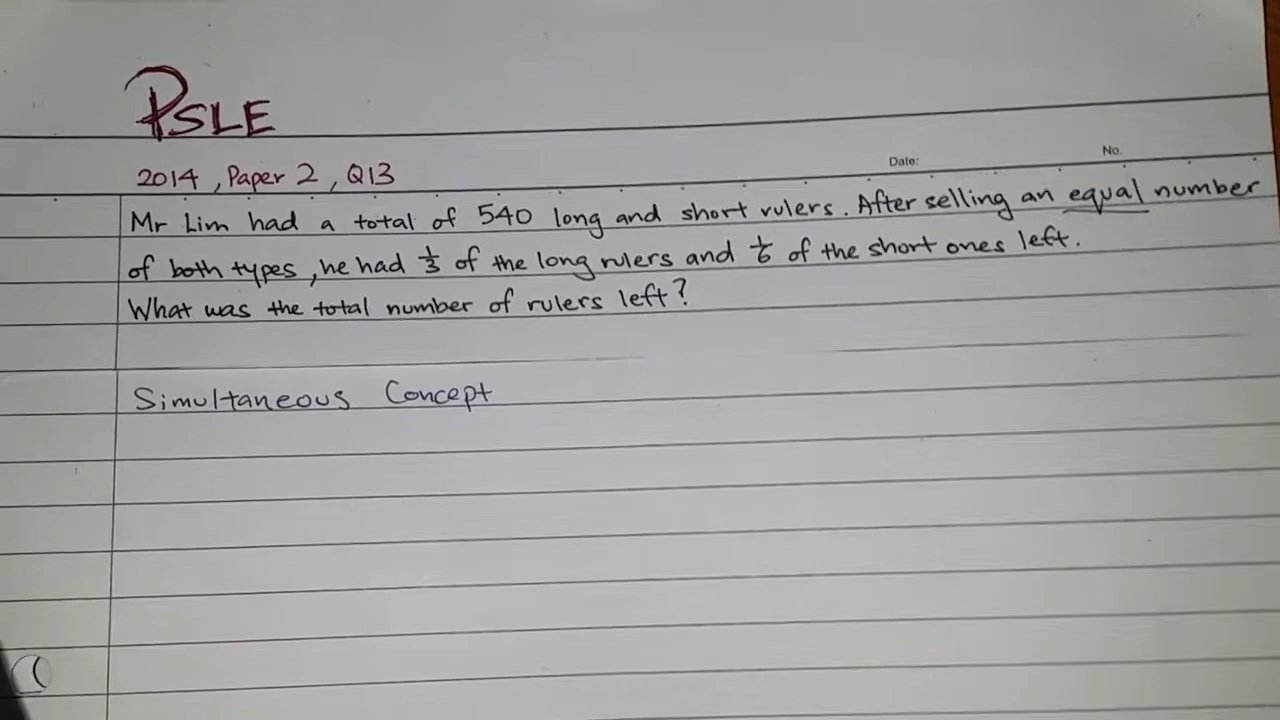 PSLE
2014, Paper 2, Q13
Date:
No.
Mr Lim had a total of 540 long and short rulers. After selling an equal number
of both types, he had 1/3 of the long rulers and 1/6 of the short ones left.
What was the total number of rulers left?
Simultaneous Concept